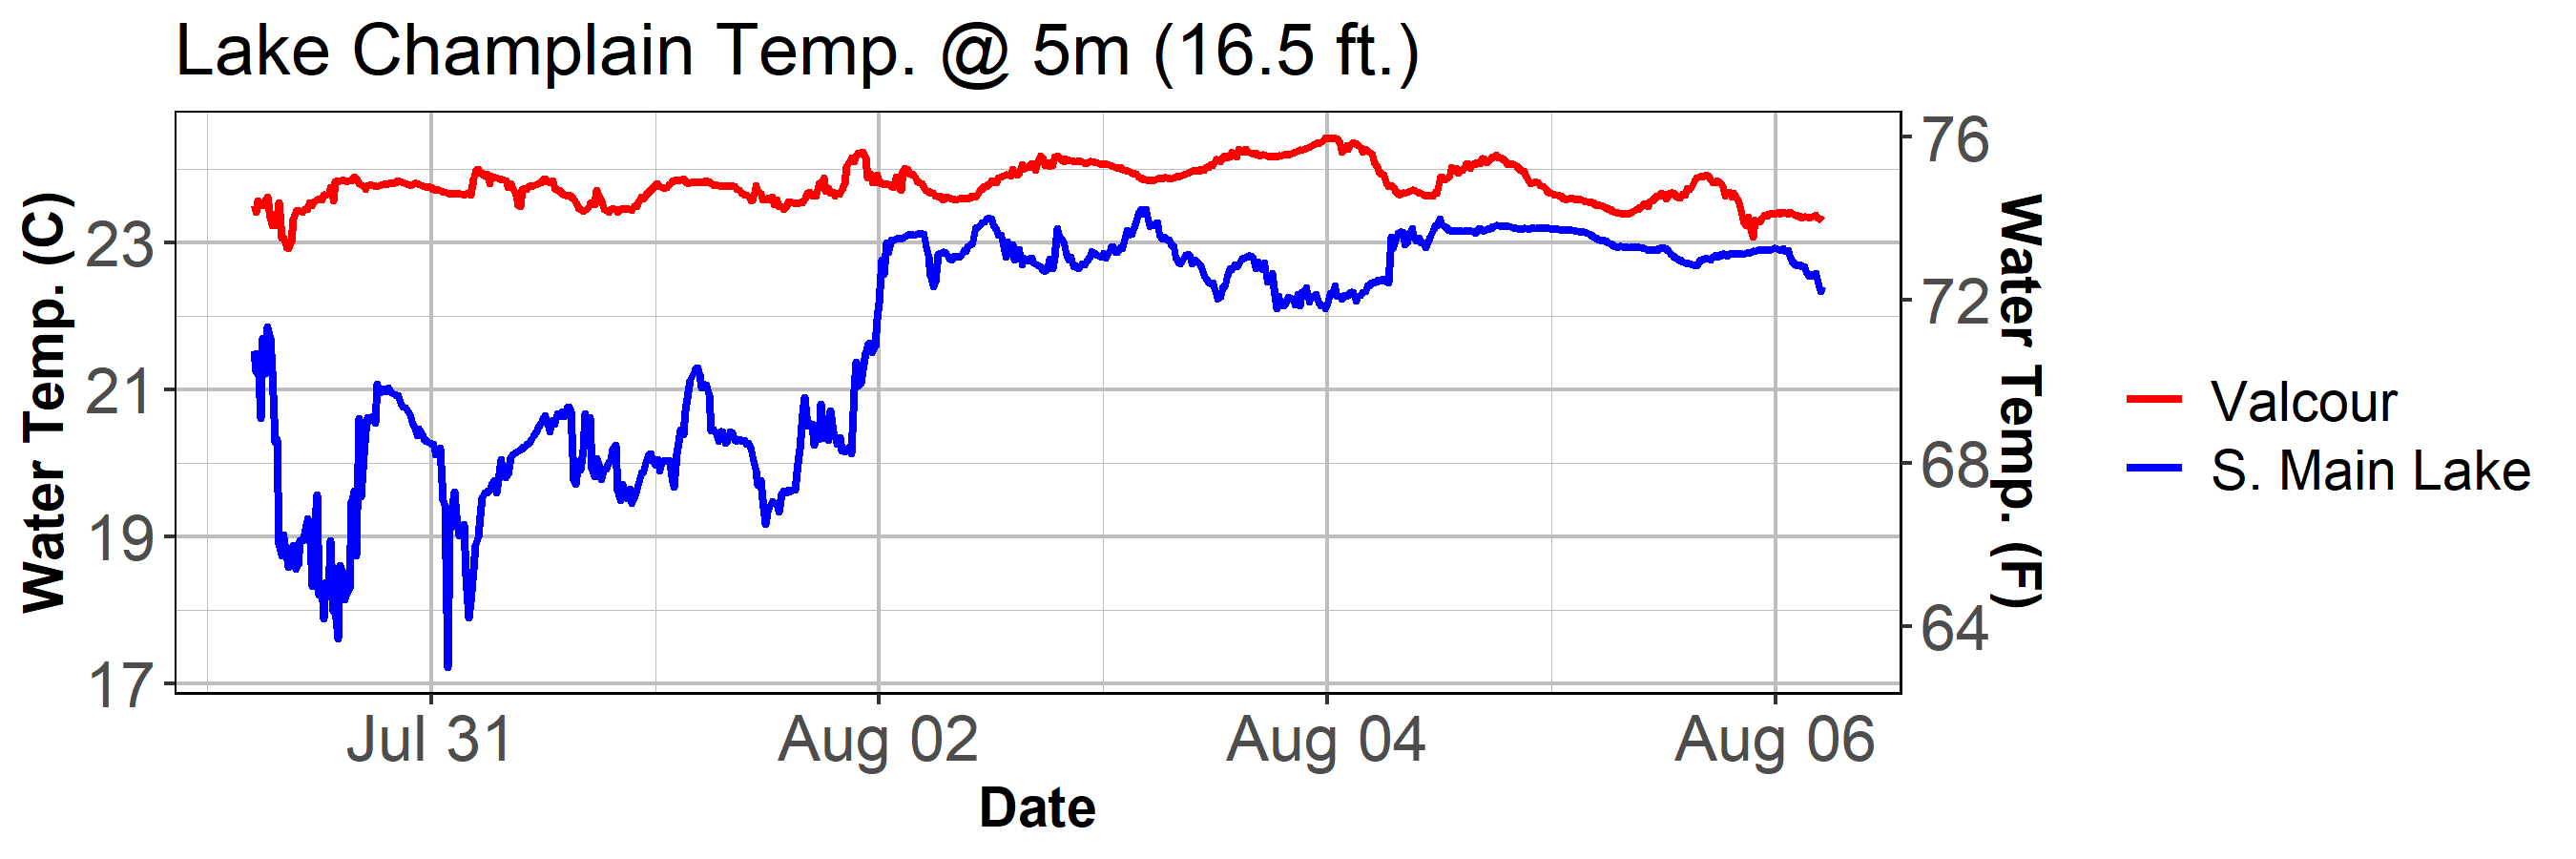 Lake Champlain Temp. @ 5m (16.5 ft.)
Water Temp. (C)
23
21
19
17
76
72
68
64
Water Temp. (F)
Jul 31
Aug 02
Aug 04
Aug 06
Date
Valcour
S. Main Lake